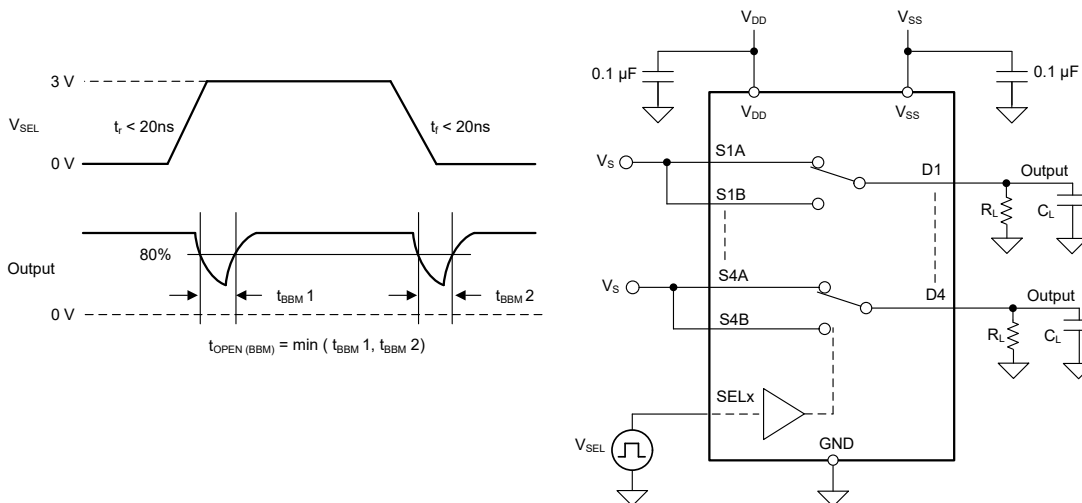 3 V
V_SEL
t_r < 20ns
t_f < 20ns
0 V
80%
Output
t_BBM 1
t_BBM 2
0 V
t_OPEN (BBM) = min ( t_BBM 1, t_BBM 2)
V_DD
V_SS
0.1 µF
0.1 µF
V_DD
V_SS
V_S
S1A
D1
Output
S1B
R_L
C_L
V_S
S4A
D4
Output
S4B
R_L
C_L
SELx
V_SEL
GND